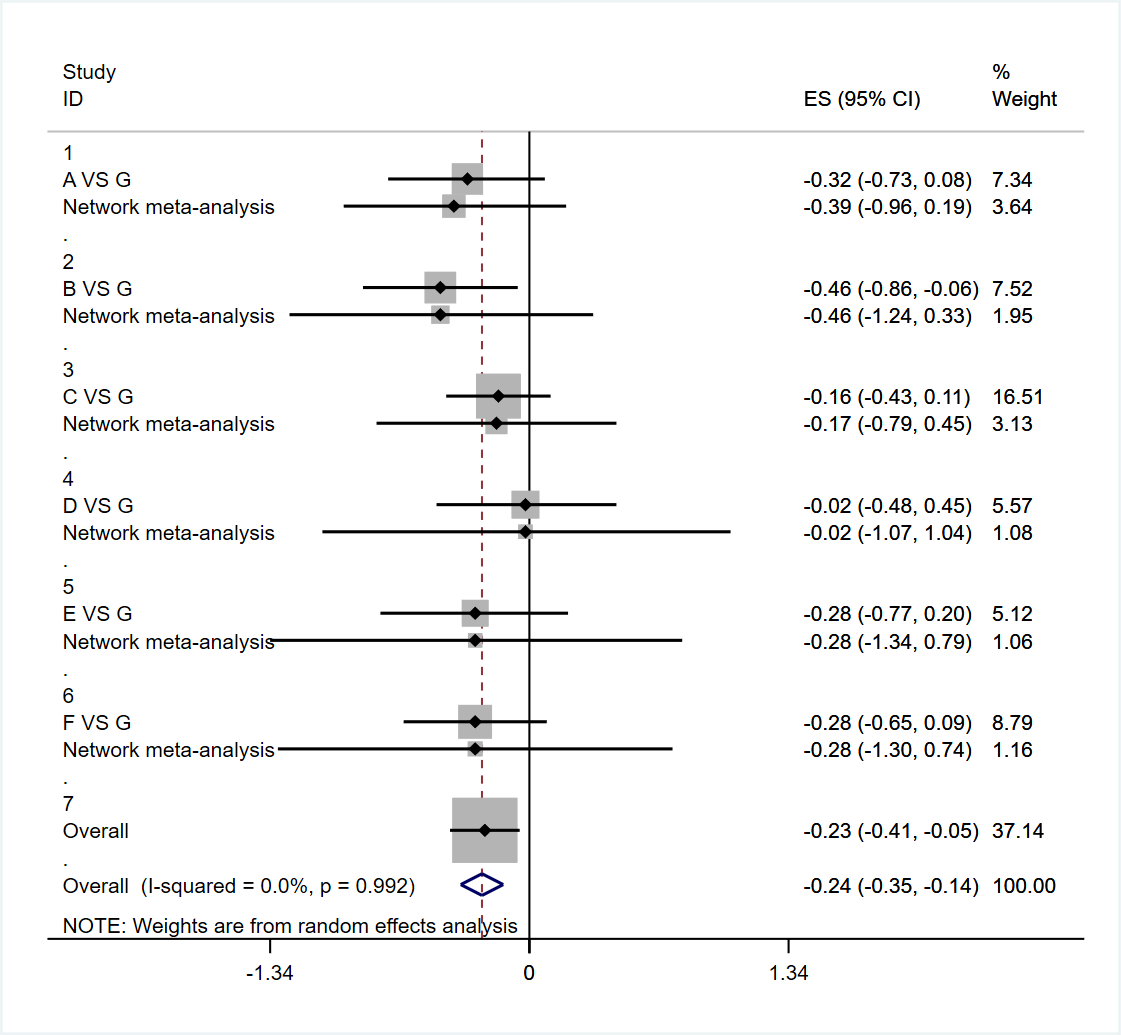 Study %
ID ES (95% CI) Weight
1
A VS G -0.32 (-0.73, 0.08) 7.34
Network meta-analysis -0.39 (-0.96, 0.19) 3.64
.
2
B VS G -0.46 (-0.86, -0.06) 7.52
Network meta-analysis -0.46 (-1.24, 0.33) 1.95
.
3
C VS G -0.16 (-0.43, 0.11) 16.51
Network meta-analysis -0.17 (-0.79, 0.45) 3.13
.
4
D VS G -0.02 (-0.48, 0.45) 5.57
Network meta-analysis -0.02 (-1.07, 1.04) 1.08
.
5
E VS G -0.28 (-0.77, 0.20) 5.12
Network meta-analysis -0.28 (-1.34, 0.79) 1.06
.
6
F VS G -0.28 (-0.65, 0.09) 8.79
Network meta-analysis -0.28 (-1.30, 0.74) 1.16
.
7
Overall -0.23 (-0.41, -0.05) 37.14
.
Overall (I-squared = 0.0%, p = 0.992) -0.24 (-0.35, -0.14) 100.00
NOTE: Weights are from random effects analysis
-1.34 0 1.34